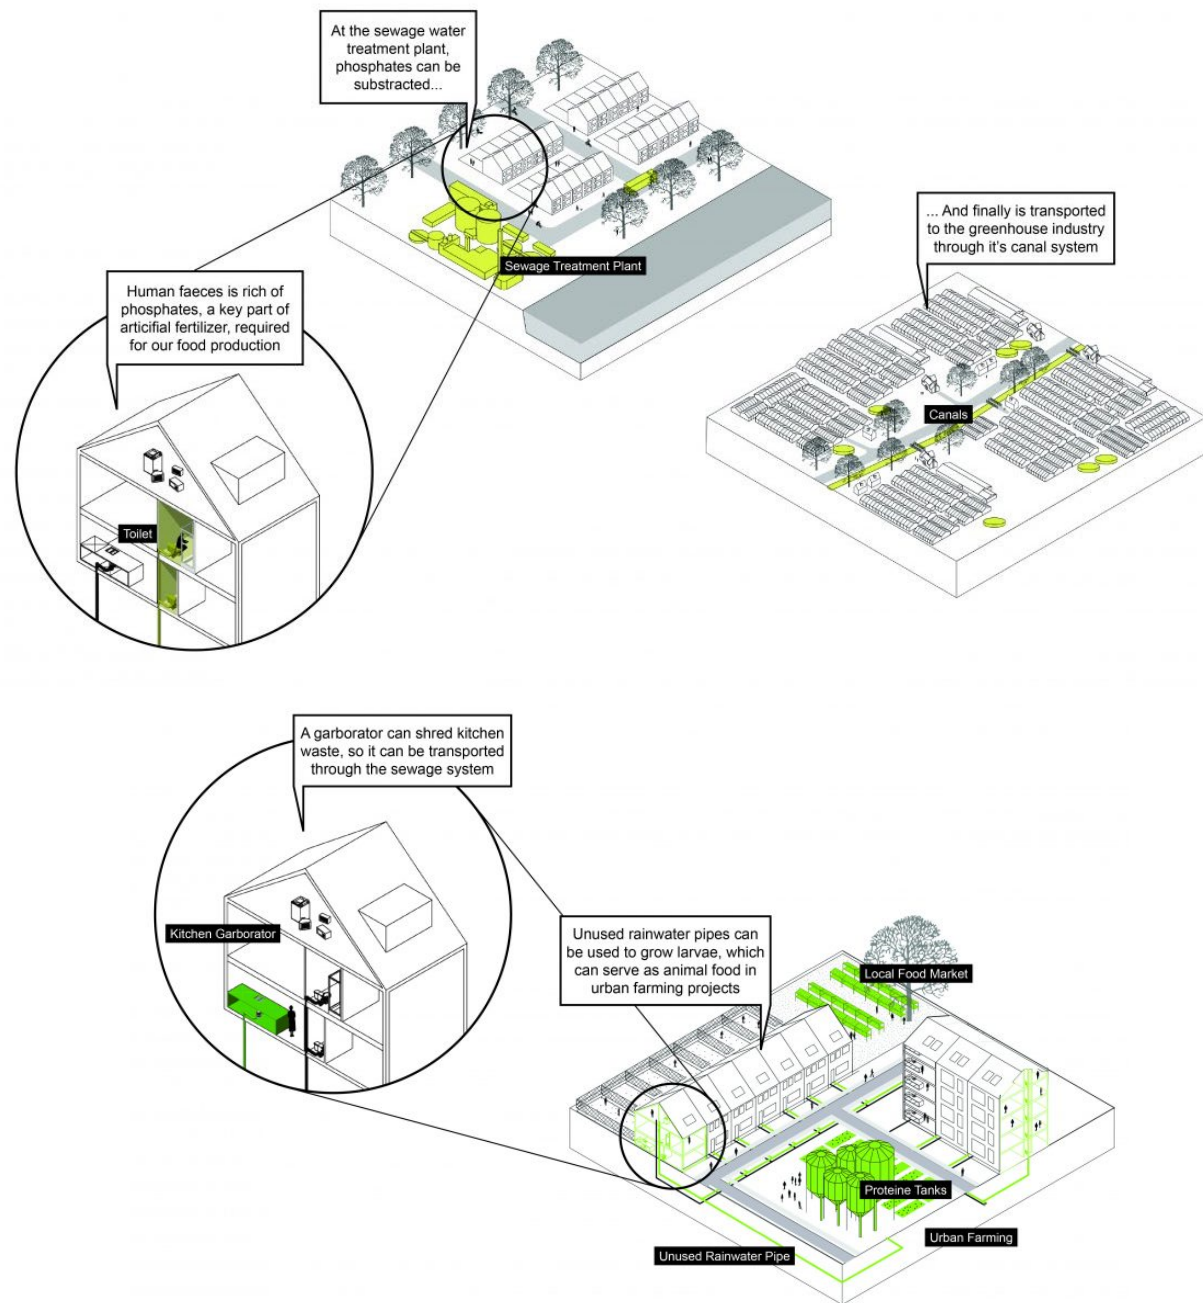 At the sewage water
treatment plant,
phosphates can be
substracted...
... And finally is transported
to the greenhouse industry
through it's canal system
Sewage Treatment Plant
Human faeces is rich of
phosphates, a key part of
articifial fertilizer, required
for our food production
Canals
Toilet
A garborator can shred kitchen
waste, so it can be transported
through the sewage system
Kitchen Garborator
Unused rainwater pipes can
be used to grow larvae, which
can serve as animal food in
urban farming projects
Local Food Market
Proteine Tanks
Urban Farming
Unused Rainwater Pipe